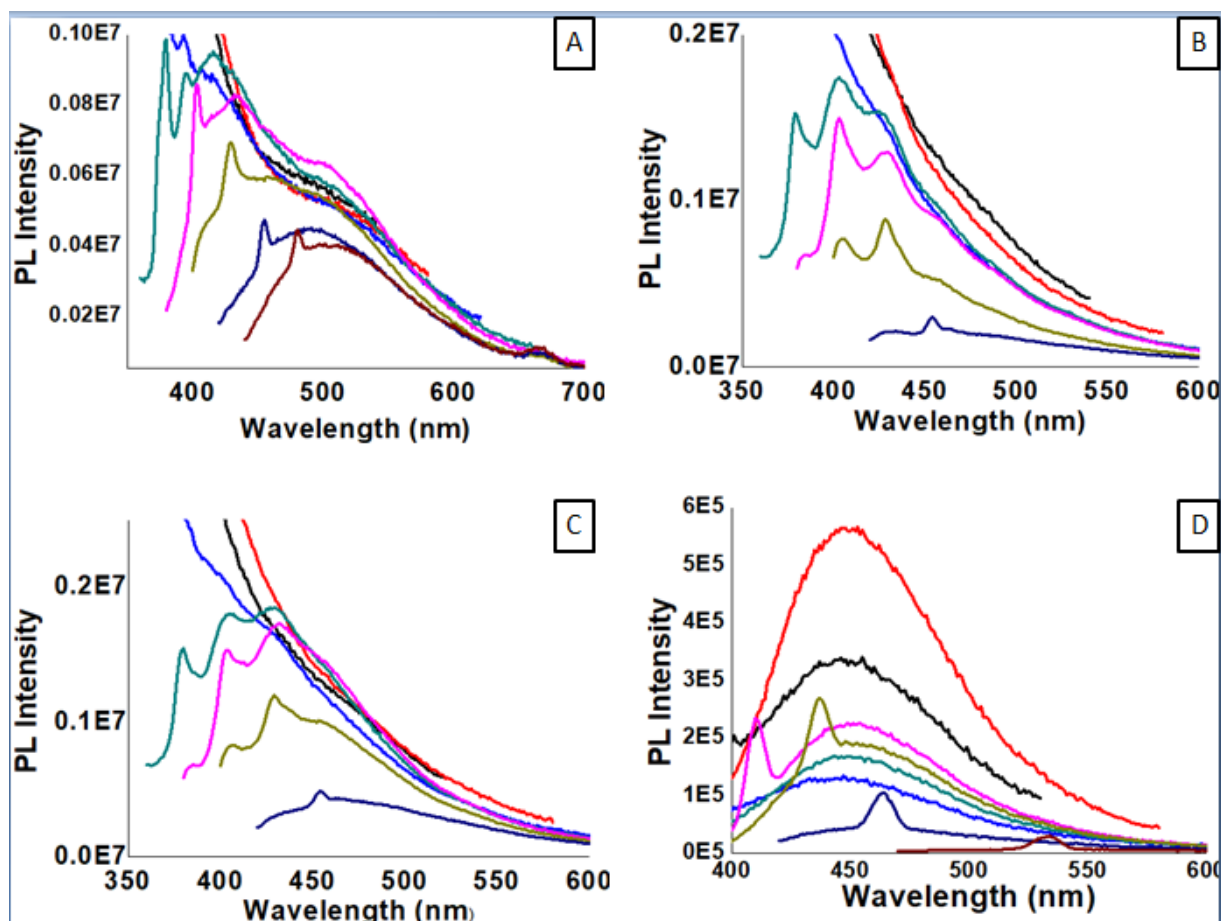 A
0.10E7
0.08E7
0.06E7
0.04E7
0.02E7
PL Intensity
400 500 600 700
Wavelength (nm)
B
0.2E7
0.1E7
0.0E7
PL Intensity
350 400 450 500 550 600
Wavelength (nm)
C
0.2E7
0.1E7
0.0E7
PL Intensity
350 400 450 500 550 600
Wavelength (nm)
D
6E5
5E5
4E5
3E5
2E5
1E5
0E5
PL Intensity
400 450 500 550 600
Wavelength (nm)